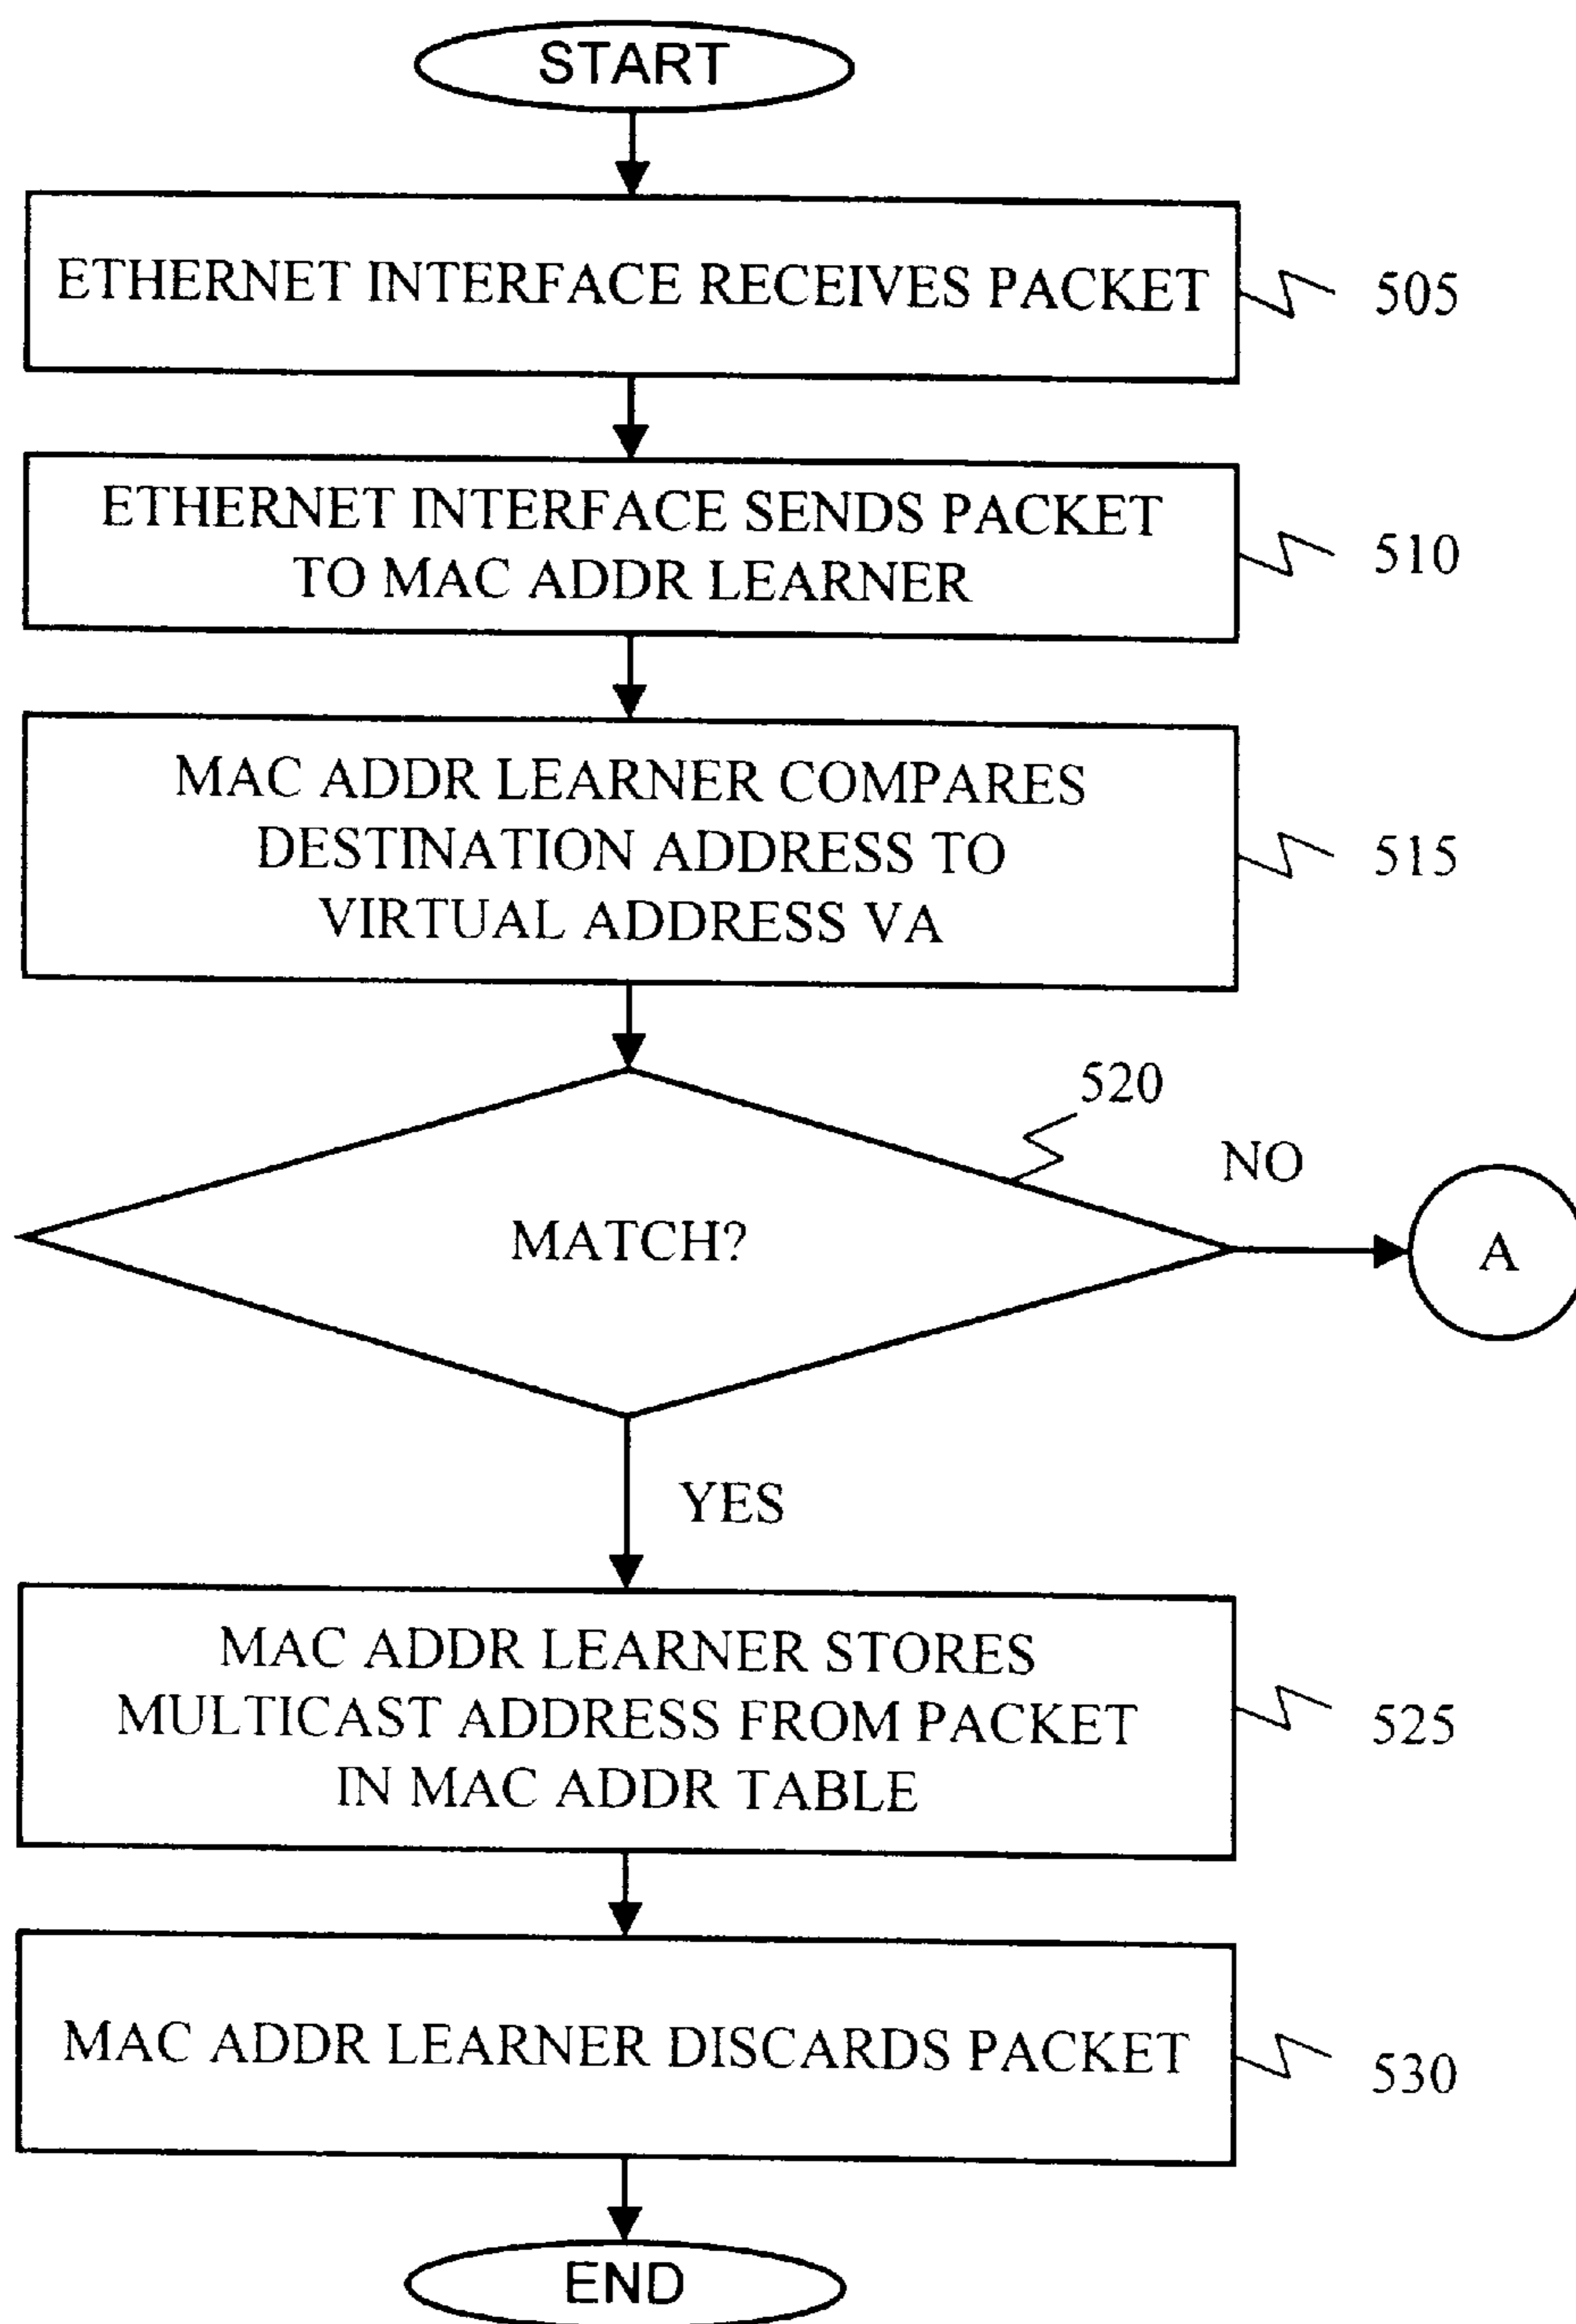 START
ETHERNET INTERFACE RECEIVES PACKET
505
ETHERNET INTERFACE SENDS PACKET
TO MAC ADDR LEARNER
510
MAC ADDR LEARNER COMPARES
DESTINATION ADDRESS TO
VIRTUAL ADDRESS VA
515
520
MATCH?
NO
A
YES
MAC ADDR LEARNER STORES
MULTICAST ADDRESS FROM PACKET
IN MAC ADDR TABLE
525
MAC ADDR LEARNER DISCARDS PACKET
530
END